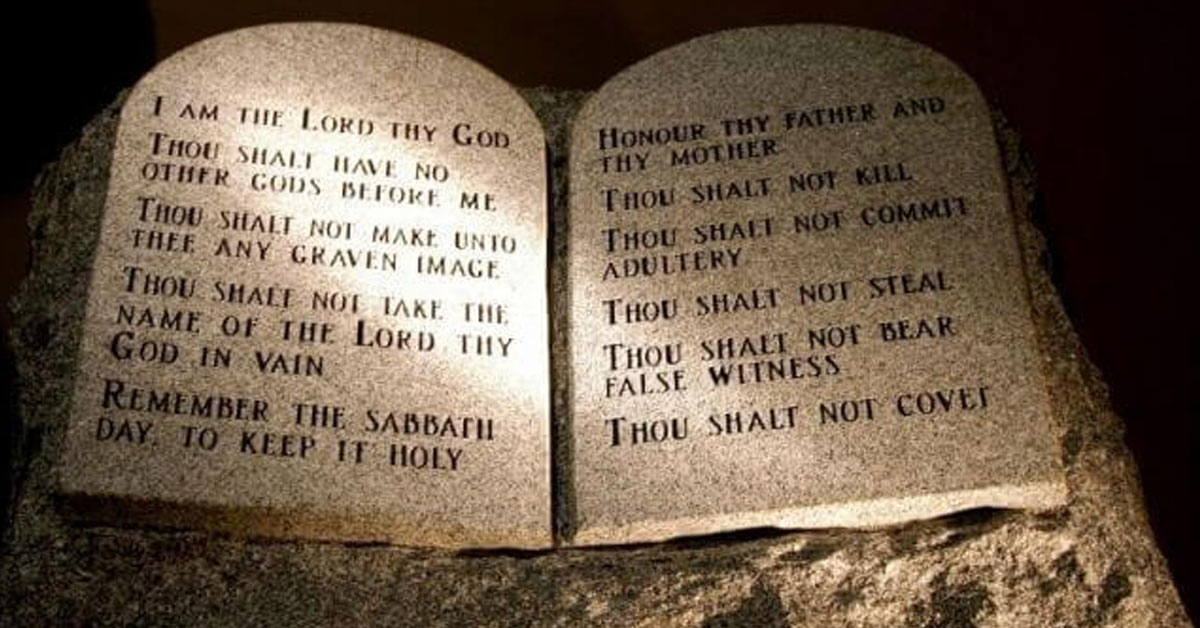 I AM THE LORD THY GOD
THOU SHALT HAVE NO
OTHER GODS BEFORE ME
THOU SHALT NOT MAKE UNTO
THEE ANY GRAVEN IMAGE
THOU SHALT NOT TAKE THE
NAME OF THE LORD THY
GOD IN VAIN
REMEMBER THE SABBATH
DAY, TO KEEP IT HOLY
HONOUR THY FATHER AND
THY MOTHER
THOU SHALT NOT KILL
THOU SHALT NOT COMMIT
ADULTERY
THOU SHALT NOT STEAL
THOU SHALT NOT BEAR
FALSE WITNESS
THOU SHALT NOT COVET